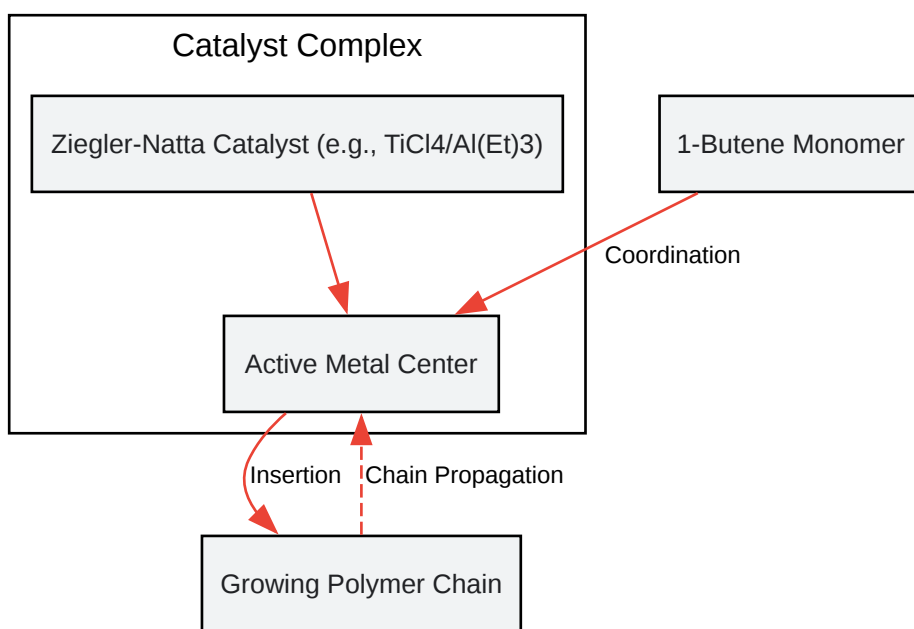 Catalyst Complex
Ziegler-Natta Catalyst (e.g., TiCl4/Al(Et)3)
1-Butene Monomer
Coordination
Active Metal Center
Insertion
Chain Propagation
Growing Polymer Chain